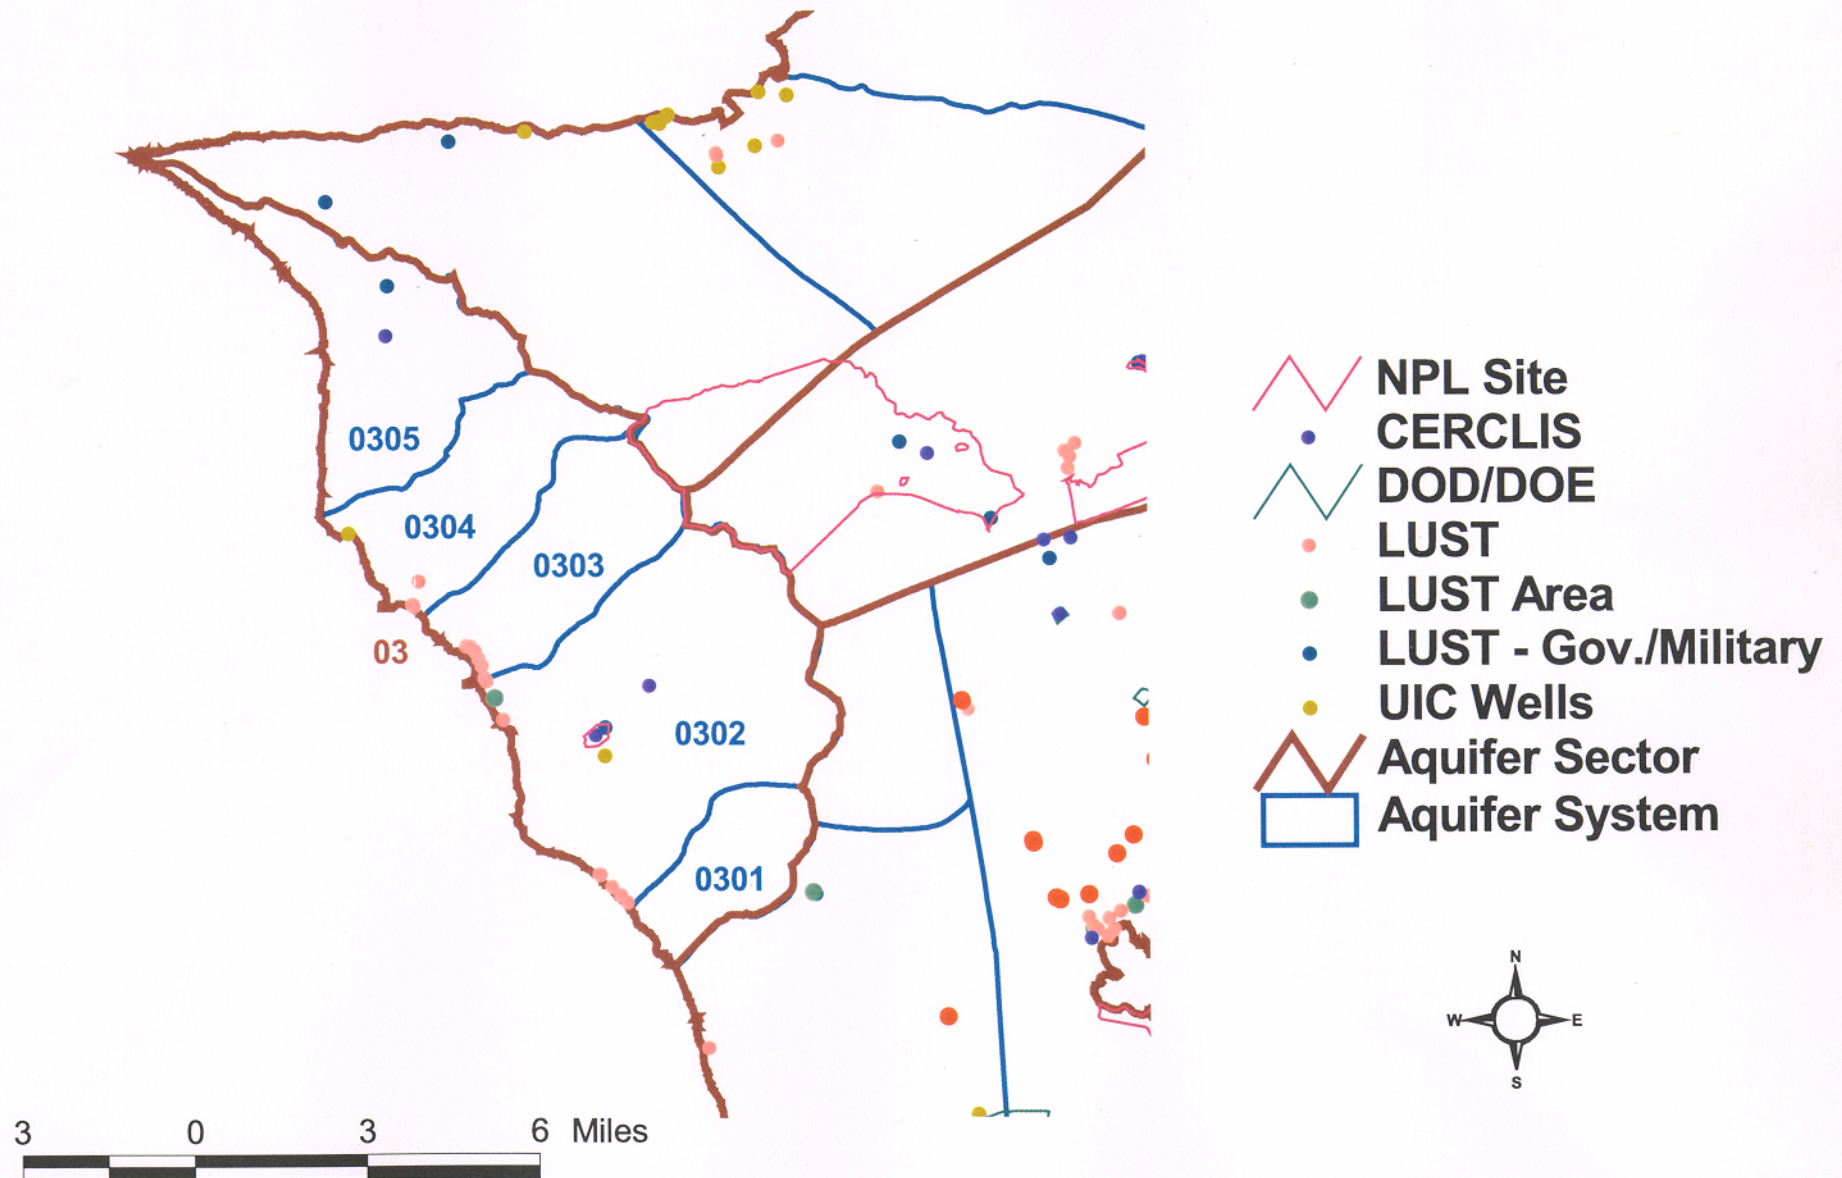 0305
0304
0303
03
0302
0301
NPL Site
CERCLIS
DOD/DOE
LUST
LUST Area
LUST - Gov./Military
UIC Wells
Aquifer Sector
Aquifer System
N
W E
S
3 0 3 6 Miles